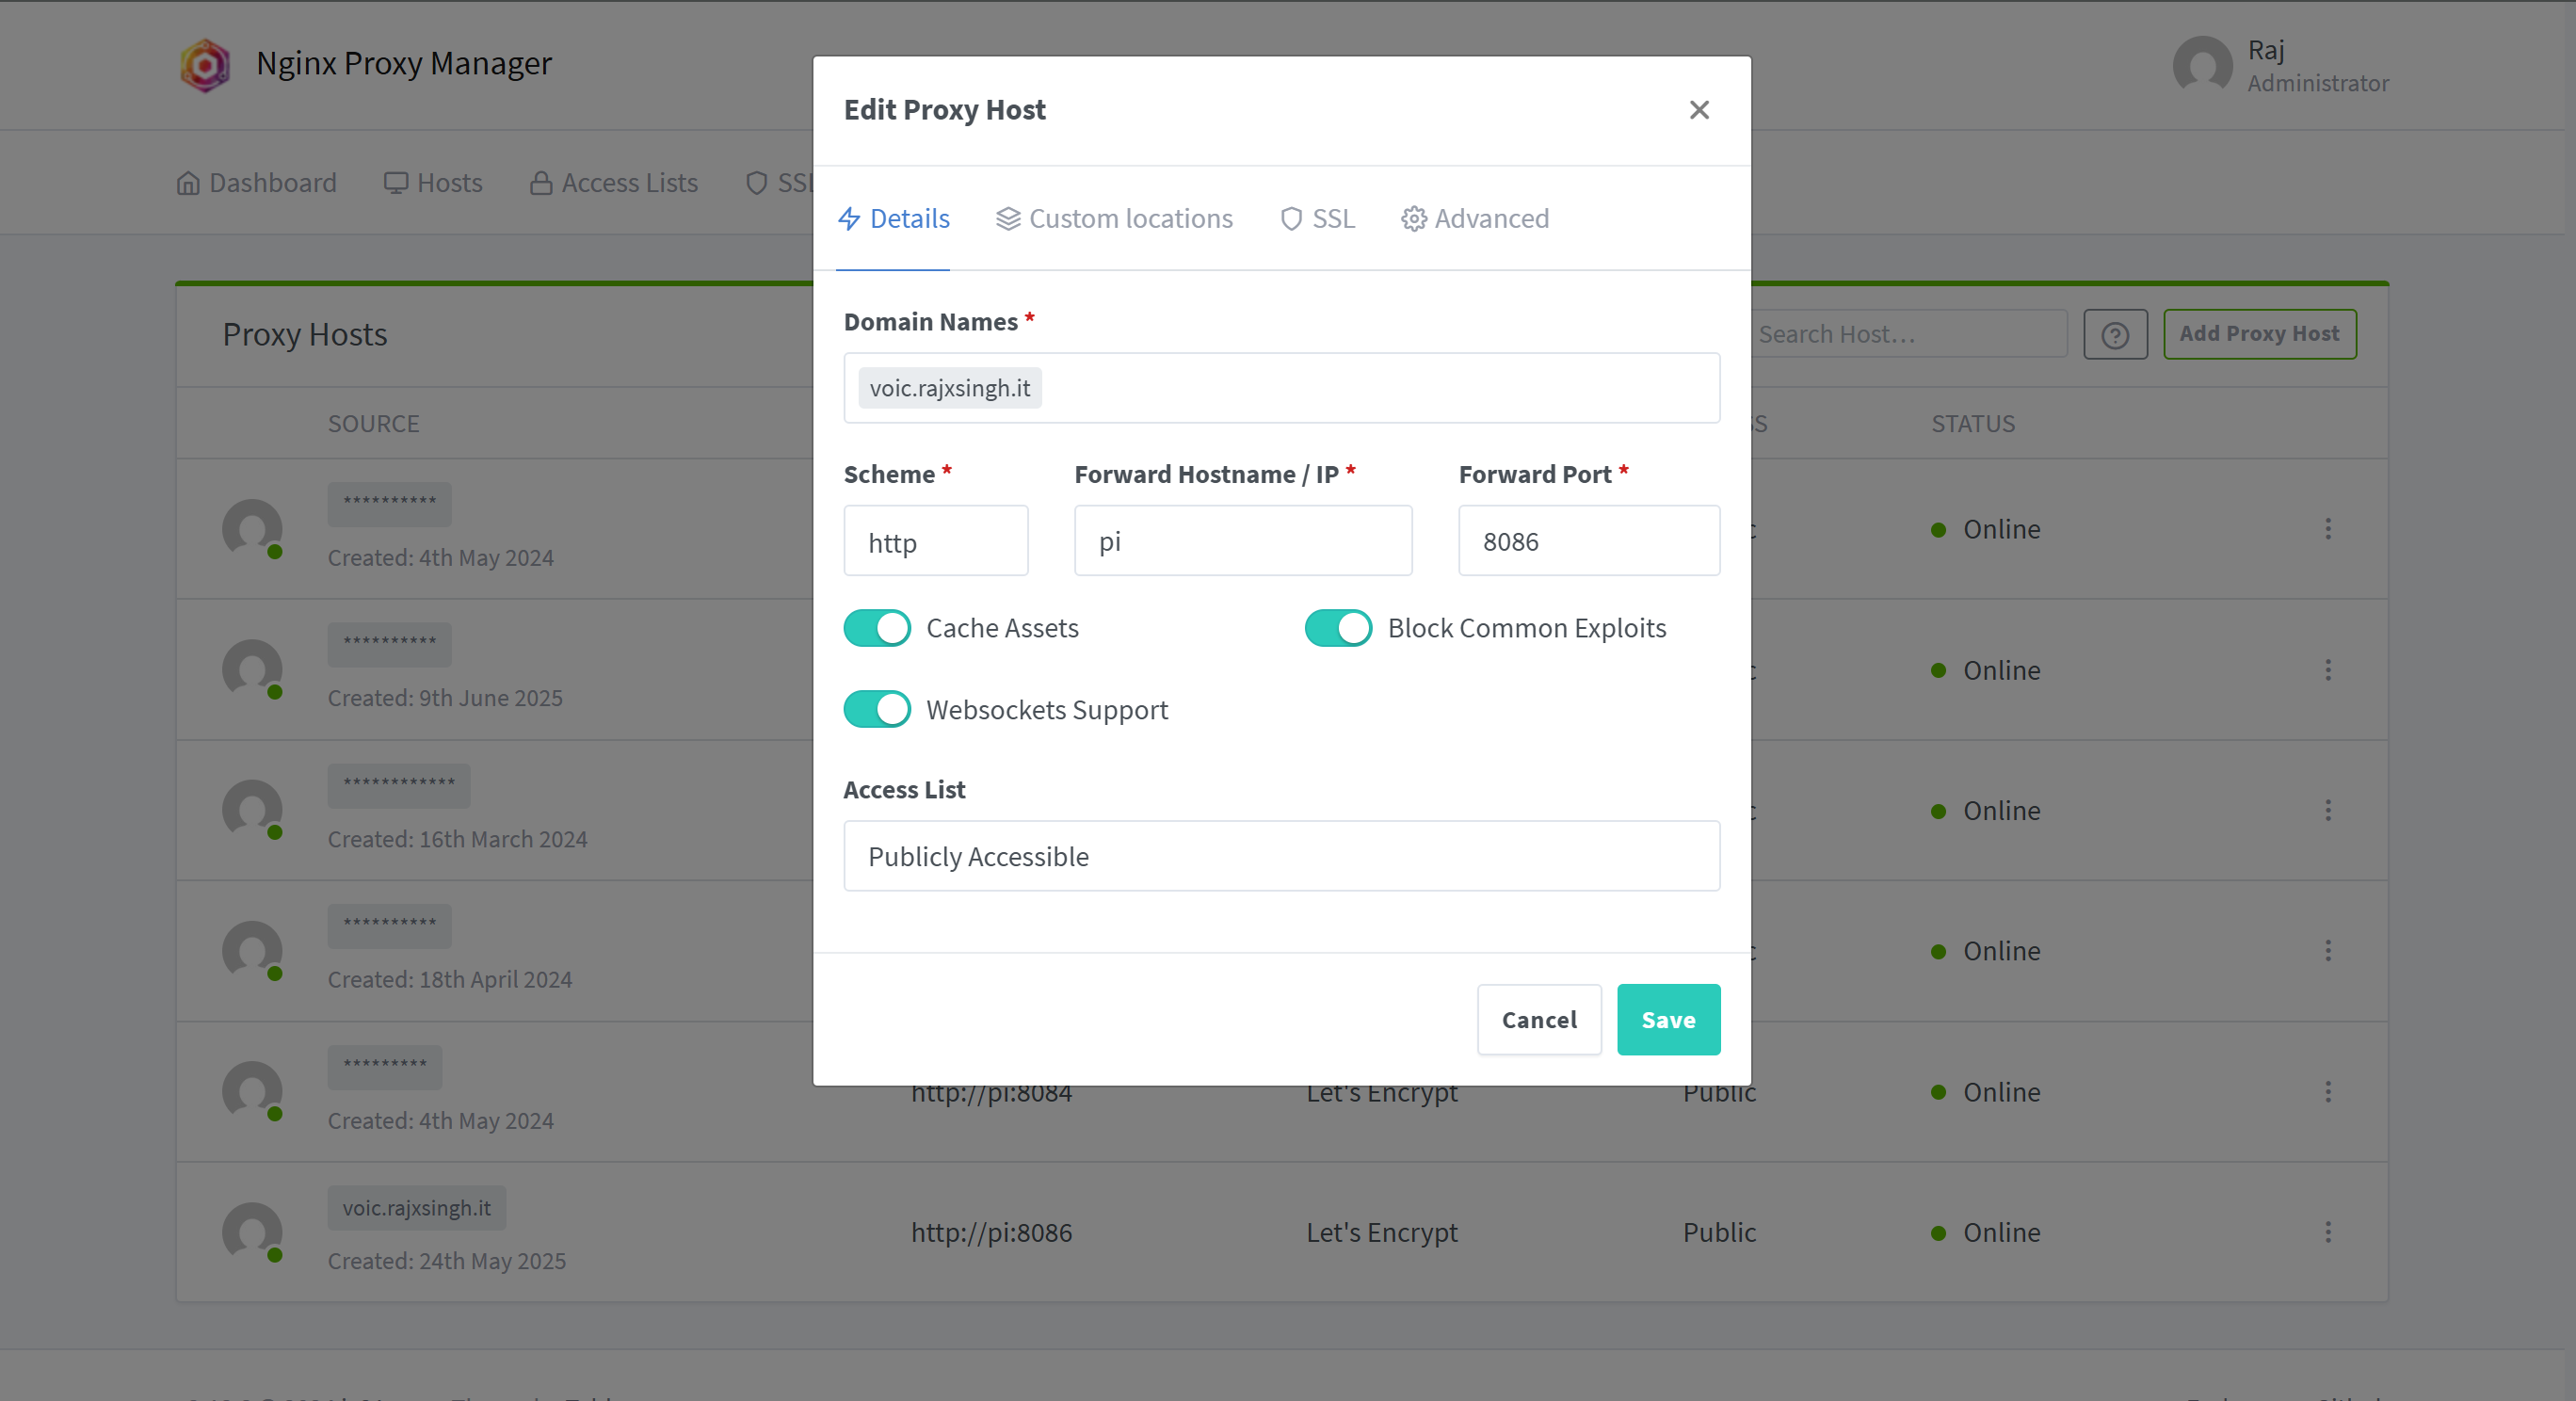 Nginx Proxy Manager
Raj
Administrator
Dashboard Hosts Access Lists SSL
Proxy Hosts
Search Host...
Add Proxy Host
SOURCE
STATUS
**********
Created: 4th May 2024
Online
**********
Created: 9th June 2025
Online
************
Created: 16th March 2024
Online
**********
Created: 18th April 2024
Online
*********
Created: 4th May 2024
http://pi:8084 Let's Encrypt Public Online
voic.rajxsingh.it
Created: 24th May 2025
http://pi:8086 Let's Encrypt Public Online
Edit Proxy Host
Details Custom locations SSL Advanced
Domain Names *
voic.rajxsingh.it
Scheme * Forward Hostname / IP * Forward Port *
http pi 8086
Cache Assets Block Common Exploits
Websockets Support
Access List
Publicly Accessible
Cancel Save